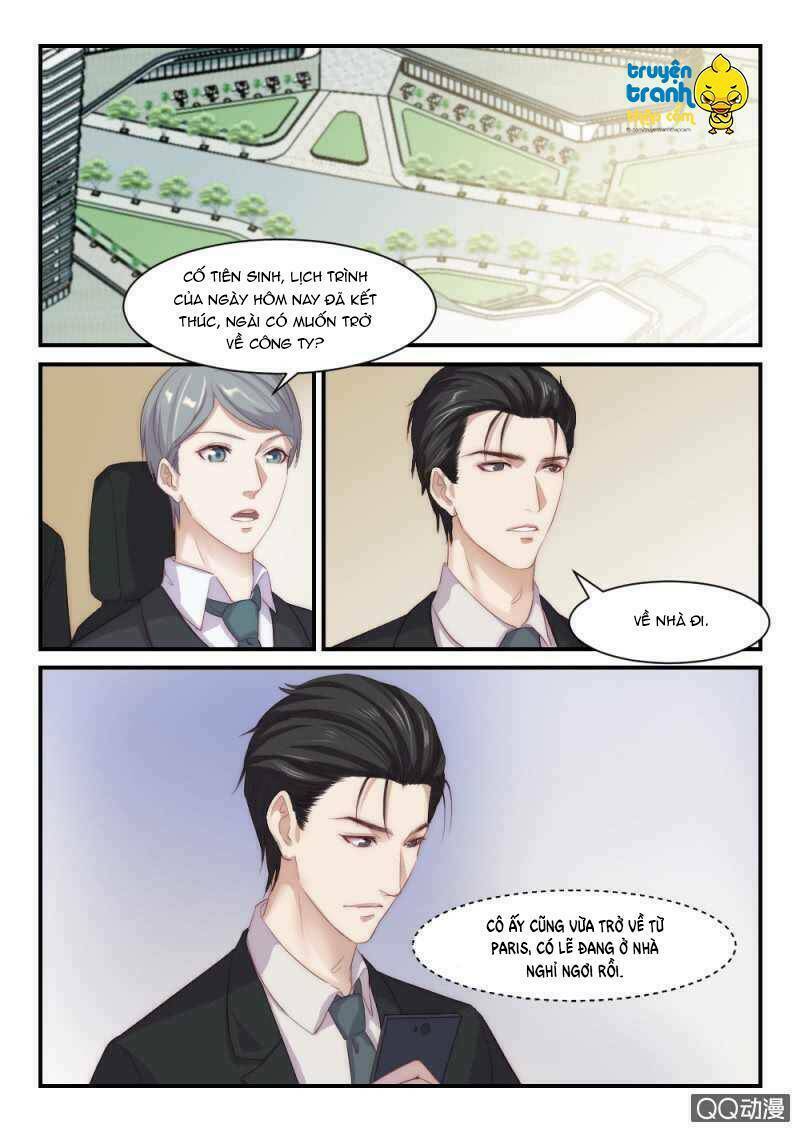 truyện
tranh
thập cẩm
CỐ TIÊN SINH, LỊCH TRÌNH
CỦA NGÀY HÔM NAY ĐÃ KẾT
THÚC, NGÀI CÓ MUỐN TRỞ
VỀ CÔNG TY?
VỀ NHÀ ĐI.
CÔ ẤY CŨNG VỪA TRỞ VỀ TỪ
PARIS, CÓ LẼ ĐANG Ở NHÀ
NGHỈ NGƠI RỒI.
QQ动漫